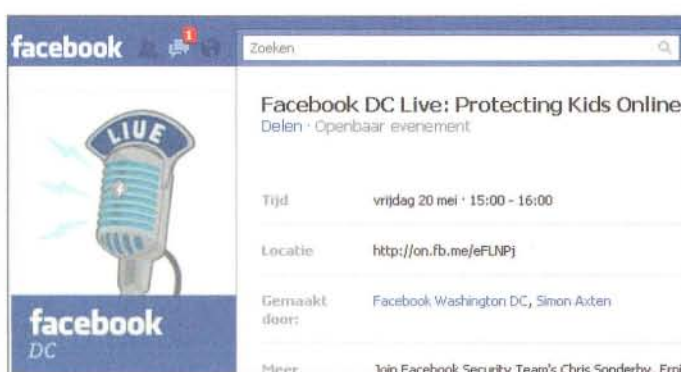 facebook
1
Zoeken
LIVE
Facebook DC Live: Protecting Kids Online
Delen · Openbaar evenement
Tijd vrijdag 20 mei · 15:00 - 16:00
Locatie http://on.fb.me/eFLNPj
Gemaakt door: Facebook Washington DC, Simon Axten
facebook
DC
Meer Join Facebook Security Team's Chris Sonderby,